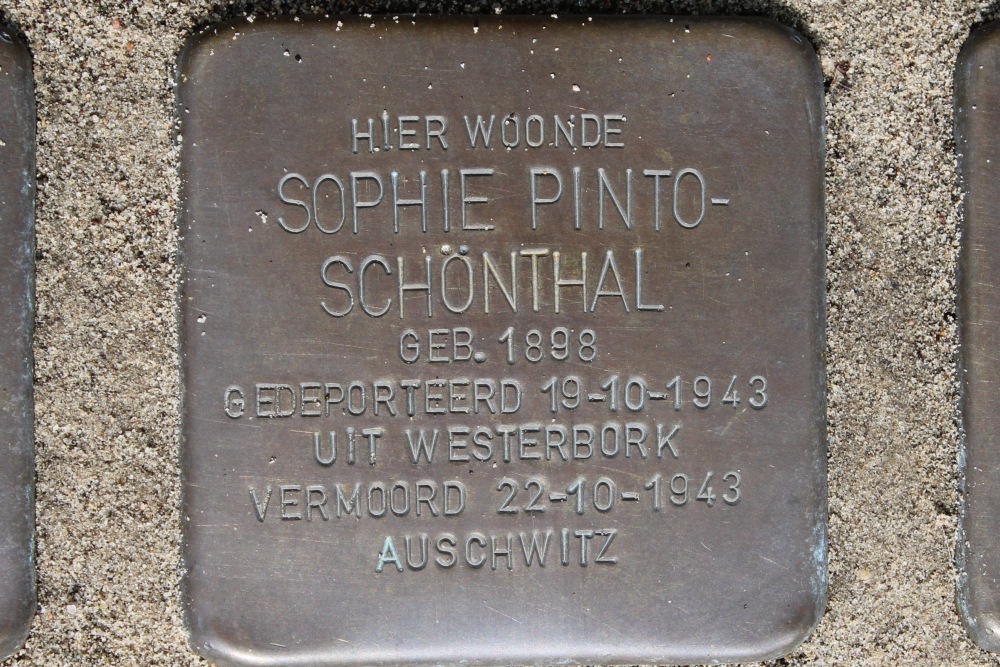 HIER WOONDE
SOPHIE PINTO-
SCHÖNTHAL
GEB. 1898
GEDEPORTEERD 19-10-1943
UIT WESTERBORK
VERMOORD 22-10-1943
AUSCHWITZ